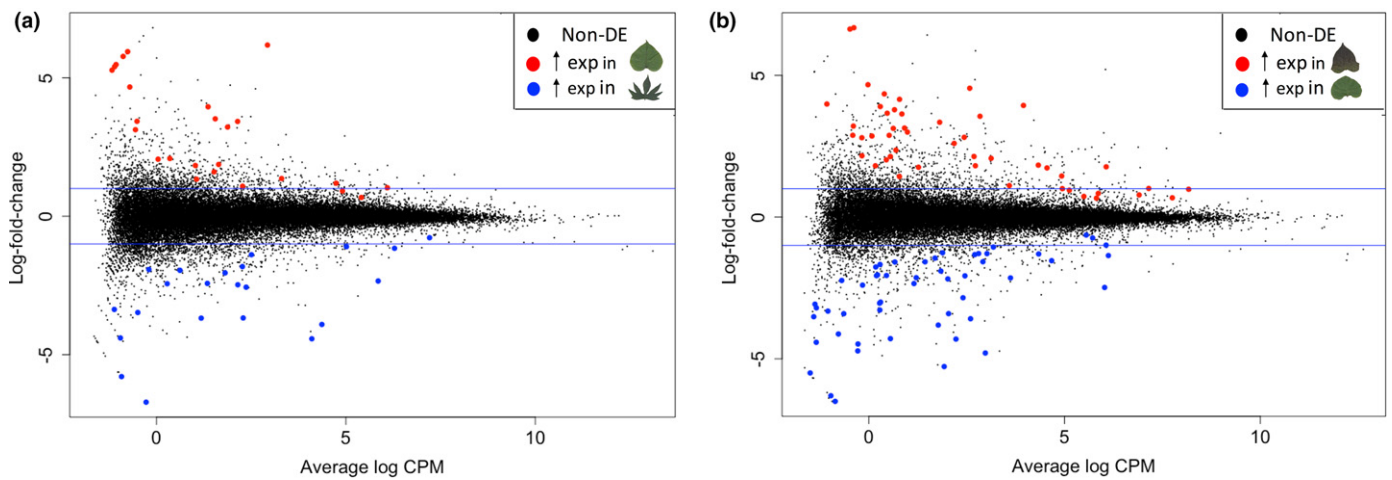 (a)
Non-DE
↑ exp in
↑ exp in
5
0
-5
Log-fold-change
0 5 10
Average log CPM
(b)
Non-DE
↑ exp in
↑ exp in
5
0
-5
Log-fold-change
0 5 10
Average log CPM